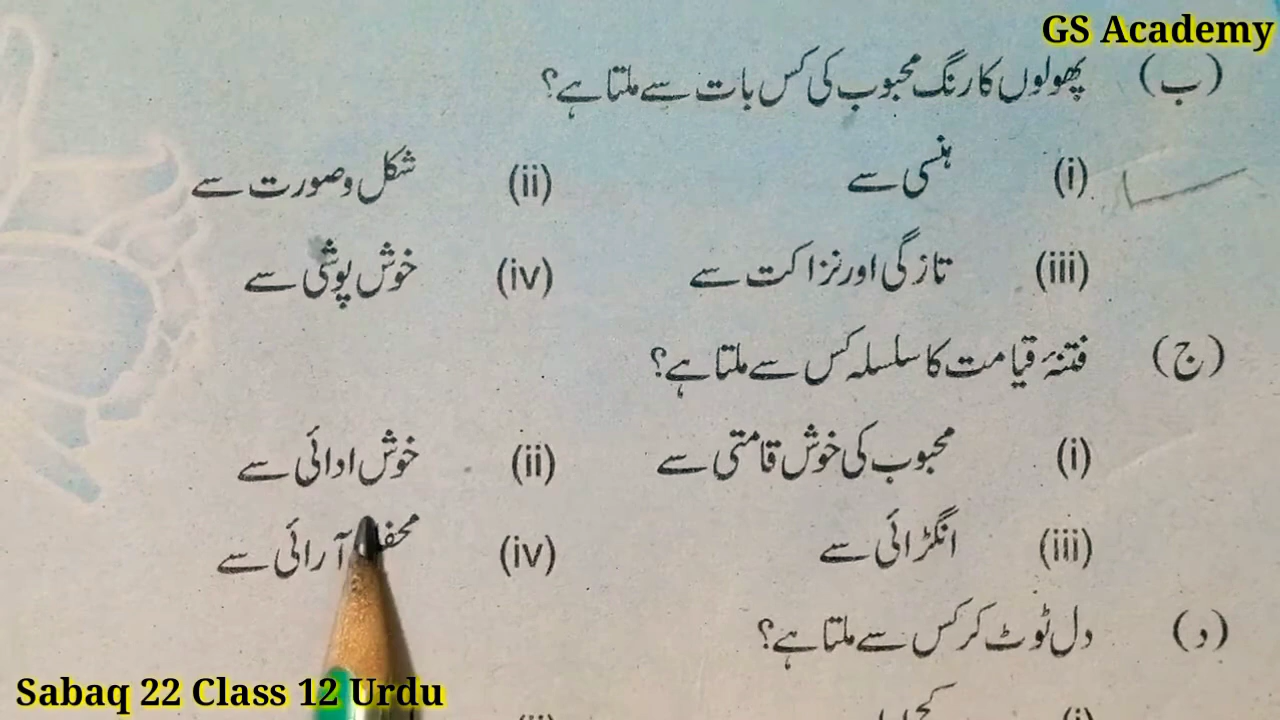 GS Academy
(ب) پھولوں کا رنگ محبوب کی کس بات سے ملتا ہے؟
(i) ہنسی سے (ii) شکل و صورت سے
(iii) تازگی اور نزاکت سے (iv) خوش پوشی سے
(ج) فتنۂ قیامت کا سلسلہ کس سے ملتا ہے؟
(i) محبوب کی خوش قامتی سے (ii) خوش ادائی سے
(iii) انگڑائی سے (iv) آرائی سے
(د) دل ٹوٹ کر کس سے ملتا ہے؟
(i) (ii)
Sabaq 22 Class 12 Urdu